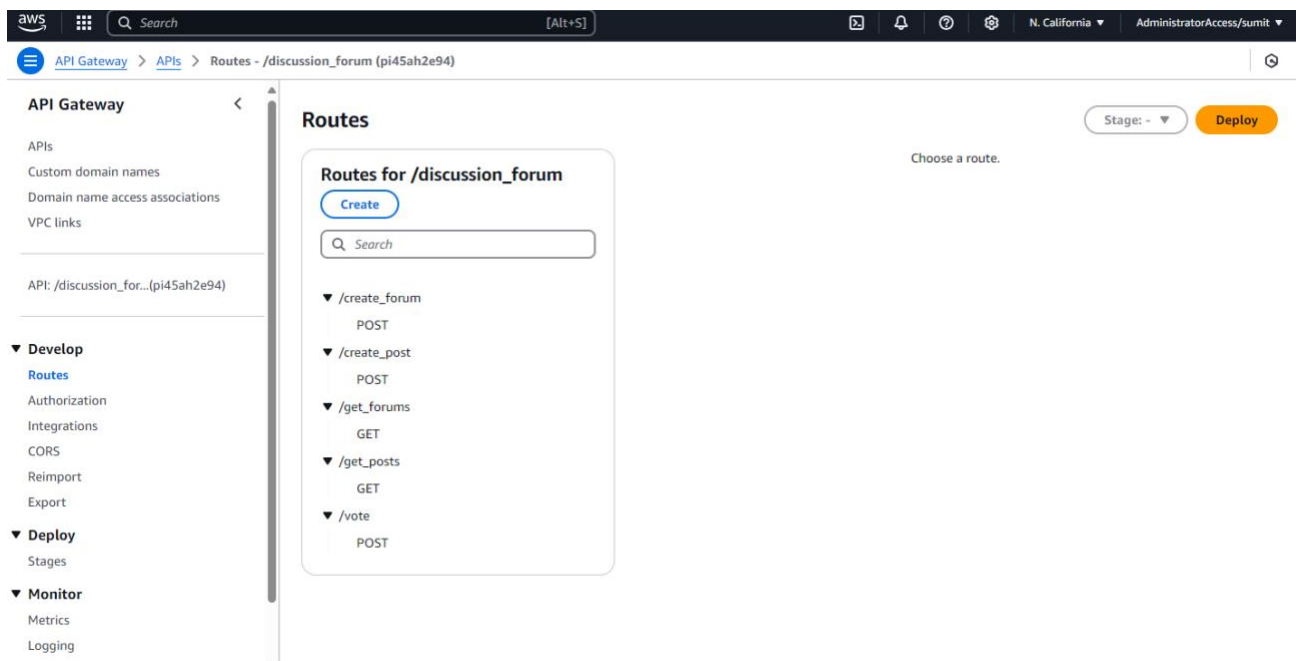 aws
Search [Alt+S]
N. California ▼
AdministratorAccess/sumit ▼
API Gateway > APIs > Routes - /discussion_forum (pi45ah2e94)
API Gateway
APIs
Custom domain names
Domain name access associations
VPC links
API: /discussion_for...(pi45ah2e94)
▼ Develop
Routes
Authorization
Integrations
CORS
Reimport
Export
▼ Deploy
Stages
▼ Monitor
Metrics
Logging
Routes
Stage: - ▼
Deploy
Routes for /discussion_forum
Create
Search
▼ /create_forum
POST
▼ /create_post
POST
▼ /get_forums
GET
▼ /get_posts
GET
▼ /vote
POST
Choose a route.